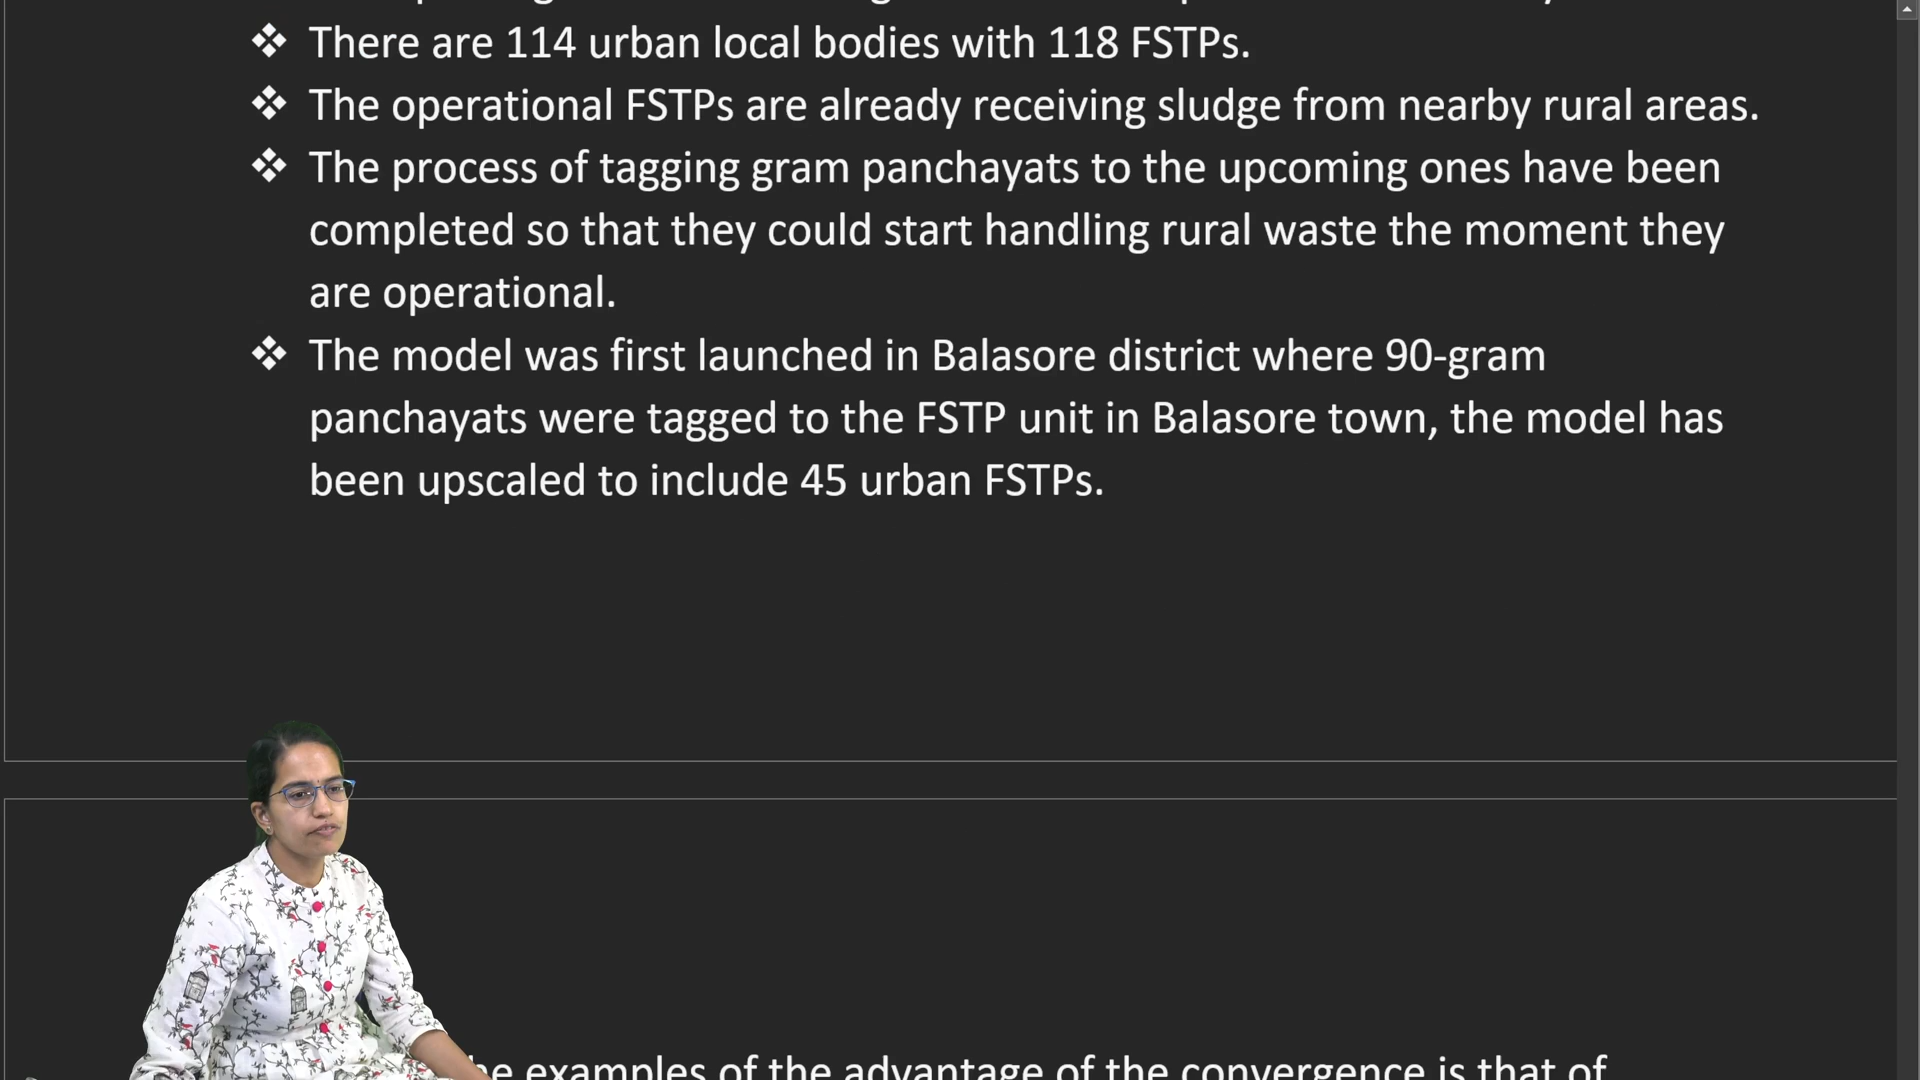 ❖ There are 114 urban local bodies with 118 FSTPs.
❖ The operational FSTPs are already receiving sludge from nearby rural areas.
❖ The process of tagging gram panchayats to the upcoming ones have been
completed so that they could start handling rural waste the moment they
are operational.
❖ The model was first launched in Balasore district where 90-gram
panchayats were tagged to the FSTP unit in Balasore town, the model has
been upscaled to include 45 urban FSTPs.
examples of the advantage of the convergence is that of